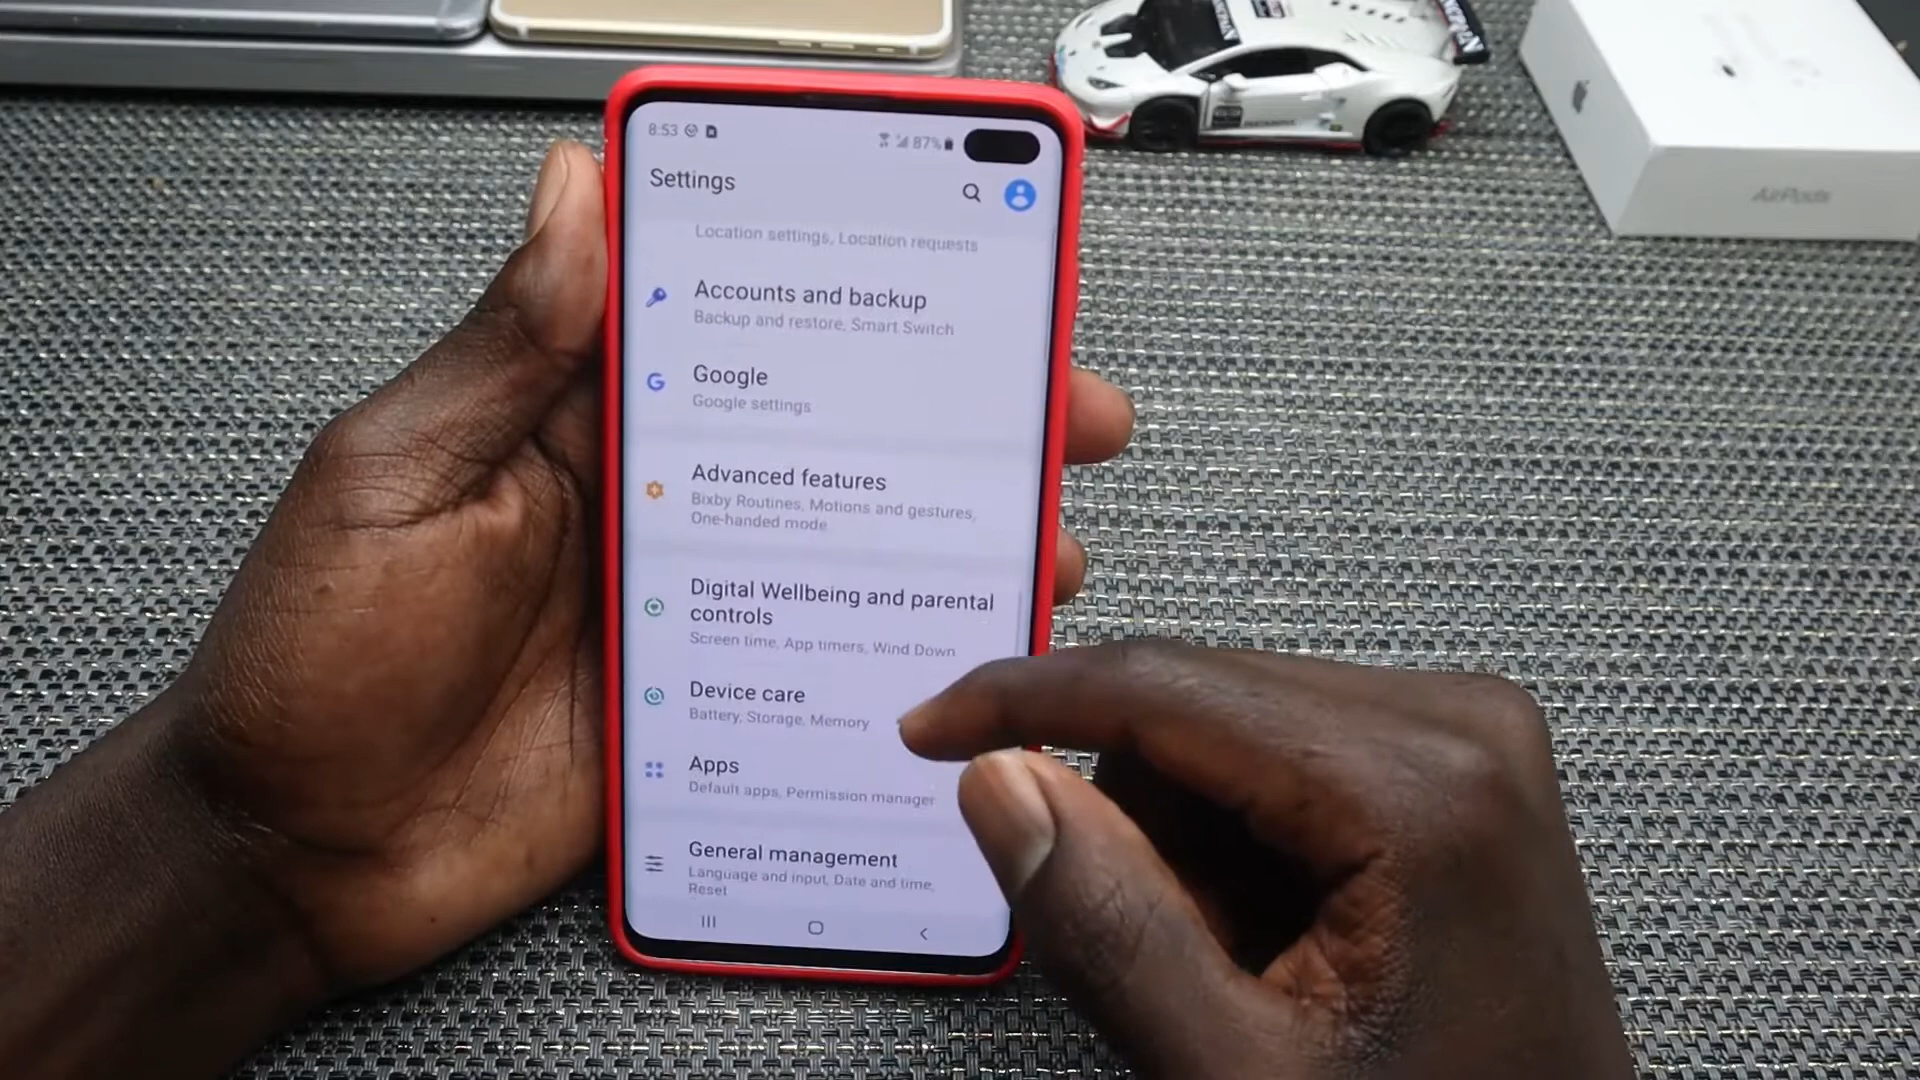 8:53
87%
Settings
Location settings, Location requests
Accounts and backup
Backup and restore, Smart Switch
G
Google
Google settings
Advanced features
Bixby Routines, Motions and gestures,
One-handed mode
Digital Wellbeing and parental
controls
Screen time, App timers, Wind Down
Device care
Battery, Storage, Memory
Apps
Default apps, Permission manager
General management
Language and input, Date and time,
Reset
AirPods